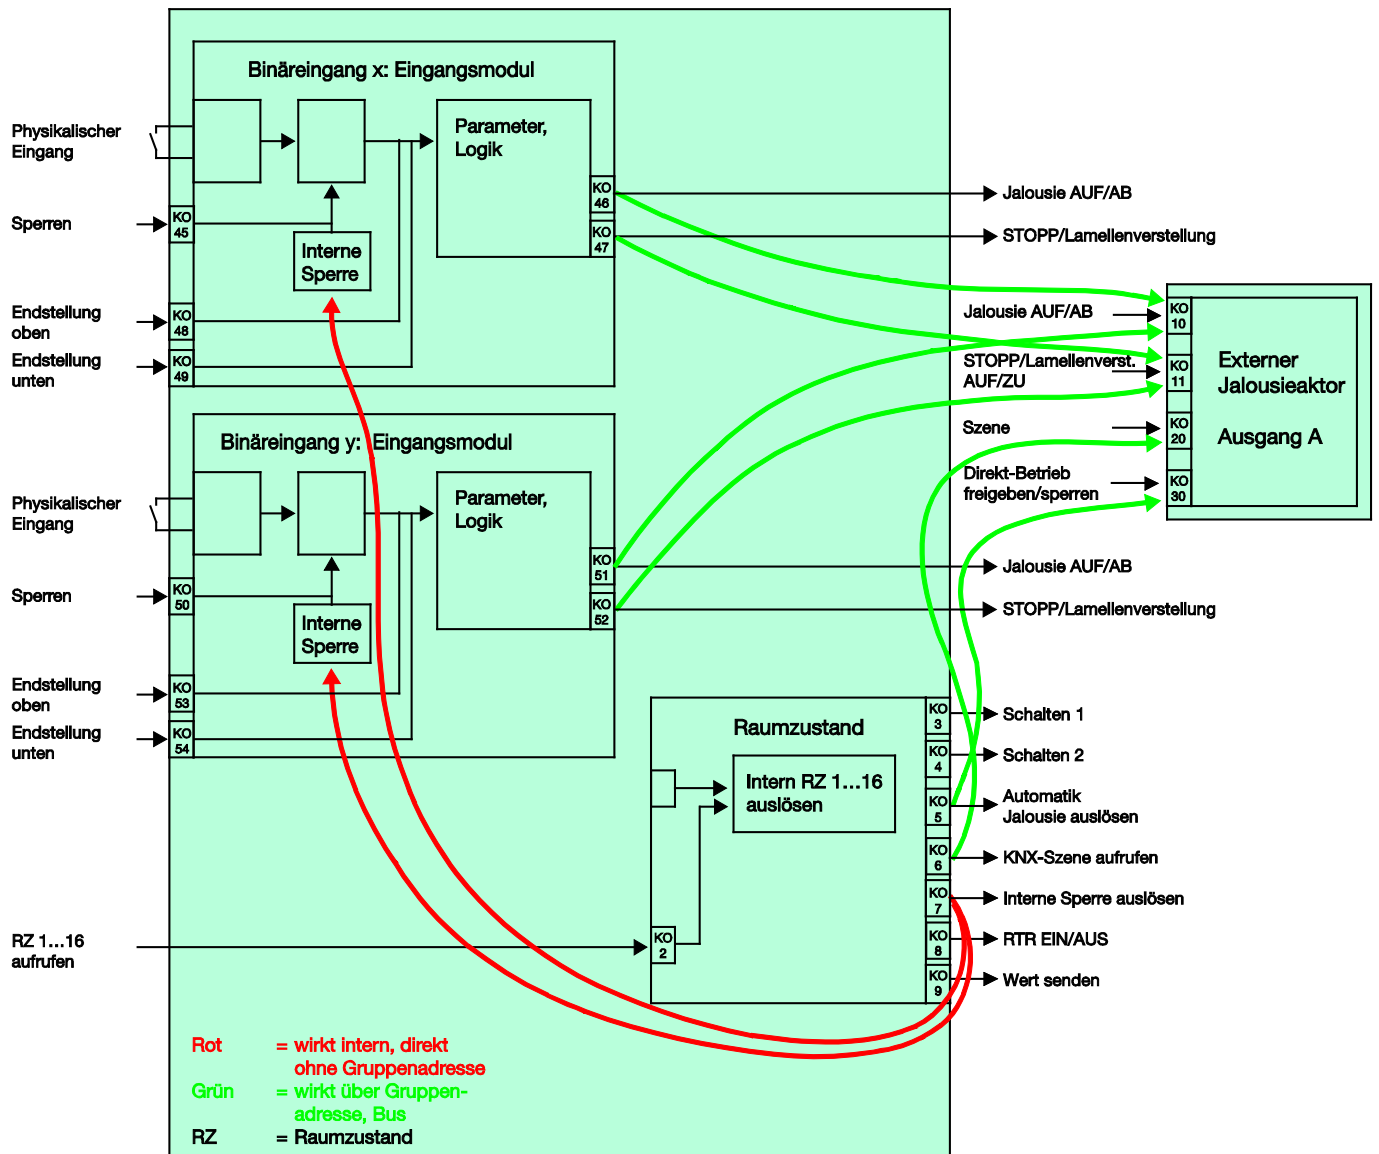 Binäreingang x: Eingangsmodul
Physikalischer
Eingang
Parameter,
Logik
KO
46
KO
47
Jalousie AUF/AB
STOPP/Lamellenverstellung
Sperren
KO
45
Interne
Sperre
Endstellung
oben
KO
48
Endstellung
unten
KO
49
Jalousie AUF/AB
KO
10
STOPP/Lamellenverst.
AUF/ZU
KO
11
Szene
KO
20
Direkt-Betrieb
freigeben/sperren
KO
30
Externer
Jalousieaktor
Ausgang A
Binäreingang y: Eingangsmodul
Physikalischer
Eingang
Parameter,
Logik
KO
51
KO
52
Jalousie AUF/AB
STOPP/Lamellenverstellung
Sperren
KO
50
Interne
Sperre
Endstellung
oben
KO
53
Endstellung
unten
KO
54
Raumzustand
Intern RZ 1...16
auslösen
KO
3
Schalten 1
KO
4
Schalten 2
KO
5
Automatik
Jalousie auslösen
KO
6
KNX-Szene aufrufen
KO
7
Interne Sperre auslösen
KO
8
RTR EIN/AUS
KO
9
Wert senden
RZ 1...16
aufrufen
KO
2
Rot = wirkt intern, direkt
ohne Gruppenadresse
Grün = wirkt über Gruppen-
adresse, Bus
RZ = Raumzustand